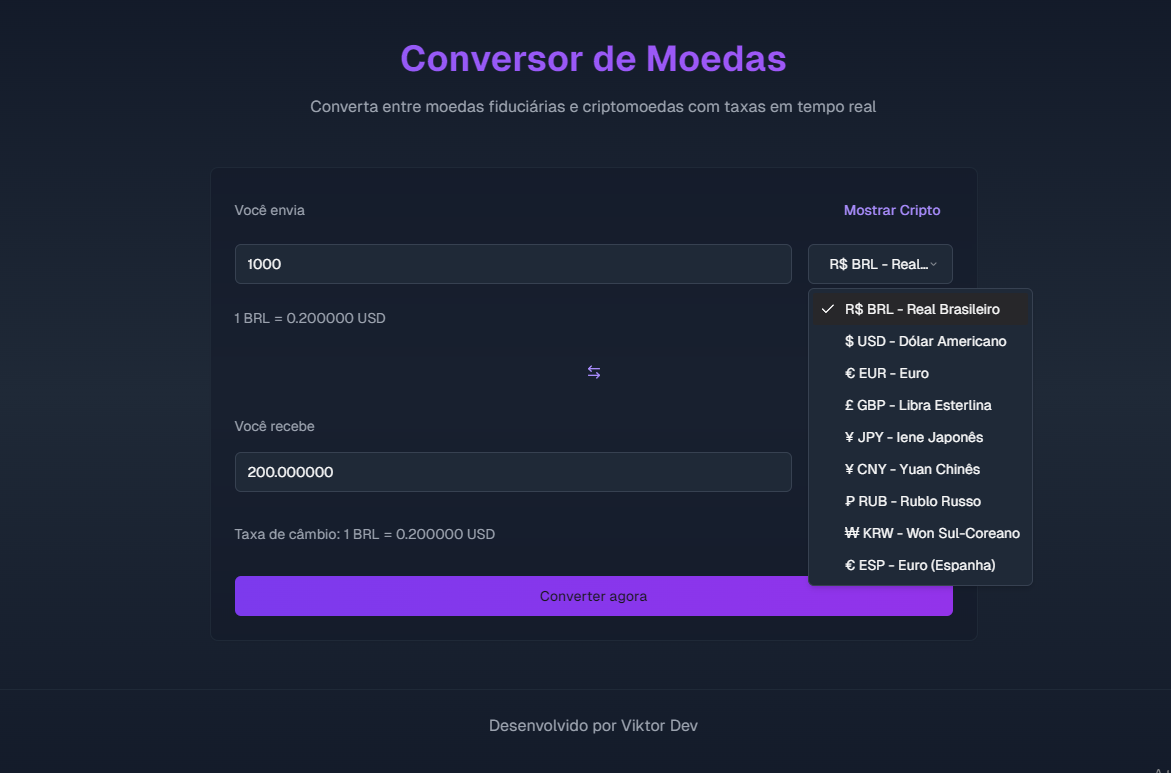 Conversor de Moedas
Converta entre moedas fiduciárias e criptomoedas com taxas em tempo real
Você envia
Mostrar Cripto
1000
R$ BRL - Real...
1 BRL = 0.200000 USD
R$ BRL - Real Brasileiro
$ USD - Dólar Americano
€ EUR - Euro
£ GBP - Libra Esterlina
¥ JPY - Iene Japonês
¥ CNY - Yuan Chinês
₽ RUB - Rublo Russo
₩ KRW - Won Sul-Coreano
€ ESP - Euro (Espanha)
Você recebe
200.000000
Taxa de câmbio: 1 BRL = 0.200000 USD
Converter agora
Desenvolvido por Viktor Dev